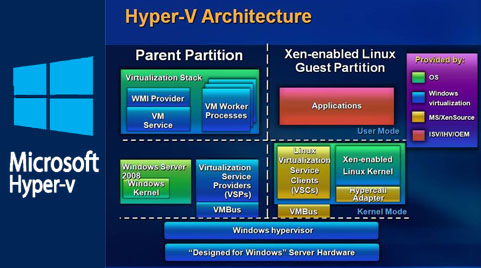 Hyper-V Architecture
Microsoft
Hyper-v
Parent Partition
Virtualization Stack
WMI Provider
VM
Service
VM Worker
Processes
Windows Server
2008
Windows
Kernel
Virtualization
Service
Providers
(VSPs)
VMBus
Xen-enabled Linux
Guest Partition
Applications
User Mode
Linux
Virtualization
Service
Clients
(VSCs)
VMBus
Xen-enabled
Linux Kernel
Hypercall
Adapter
Kernel Mode
Provided by:
OS
Windows
virtualization
MS/XenSource
ISV/IHV/OEM
Windows hypervisor
“Designed for Windows” Server Hardware